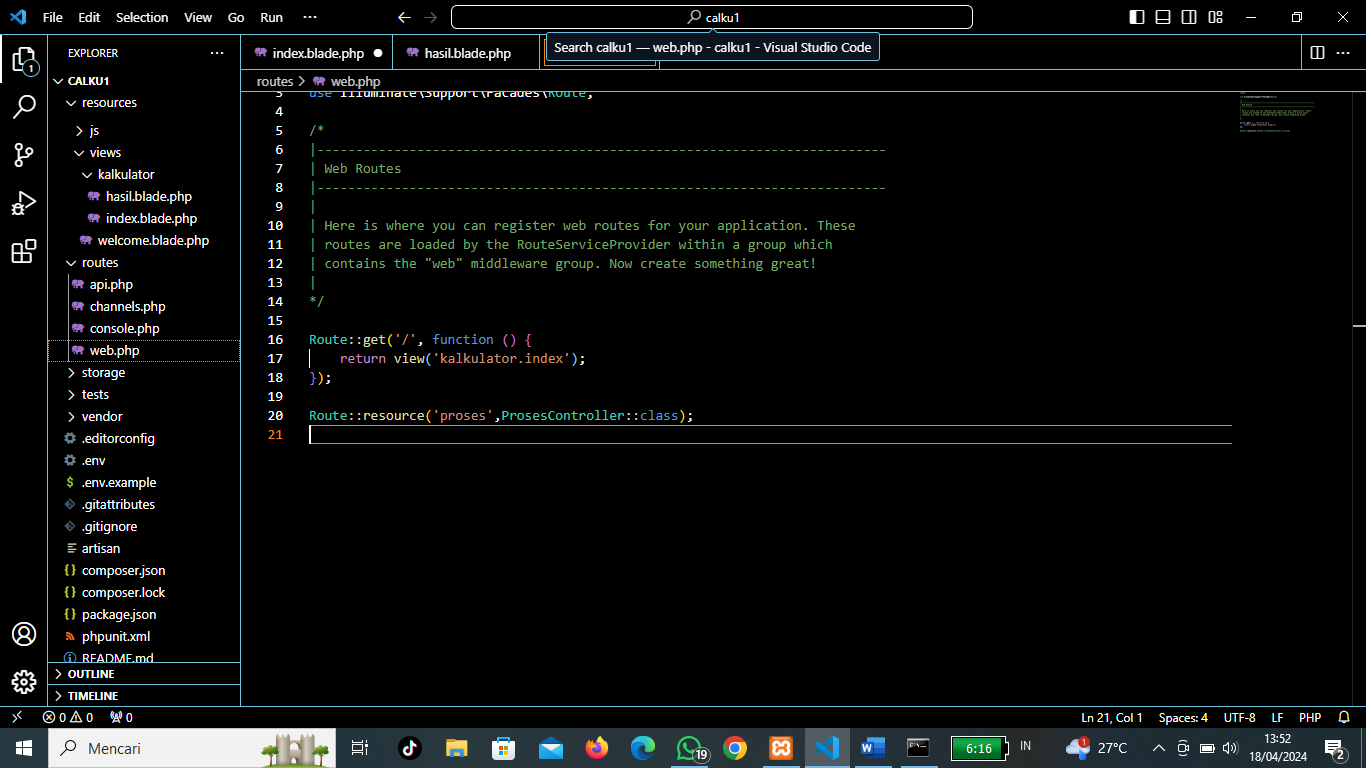 File Edit Selection View Go Run ··· calku1
EXPLORER ···
index.blade.php
hasil.blade.php
Search calku1 — web.php - calku1 - Visual Studio Code
CALKU1
resources
js
views
kalkulator
hasil.blade.php
index.blade.php
welcome.blade.php
routes
api.php
channels.php
console.php
web.php
storage
tests
vendor
.editorconfig
.env
.env.example
.gitattributes
.gitignore
artisan
composer.json
composer.lock
package.json
phpunit.xml
README.md
OUTLINE
TIMELINE
routes > web.php
3 use Illuminate\Support\Facades\Route;
4
5 /*
6 |--------------------------------------------------------------------------
7 | Web Routes
8 |--------------------------------------------------------------------------
9 |
10 | Here is where you can register web routes for your application. These
11 | routes are loaded by the RouteServiceProvider within a group which
12 | contains the "web" middleware group. Now create something great!
13 |
14 */
15
16 Route::get('/', function () {
17 return view('kalkulator.index');
18 });
19
20 Route::resource('proses',ProsesController::class);
21
1
0 0 0 Ln 21, Col 1 Spaces: 4 UTF-8 LF PHP
Mencari 19 6:16 IN 1 27°C 13:52
18/04/2024 2